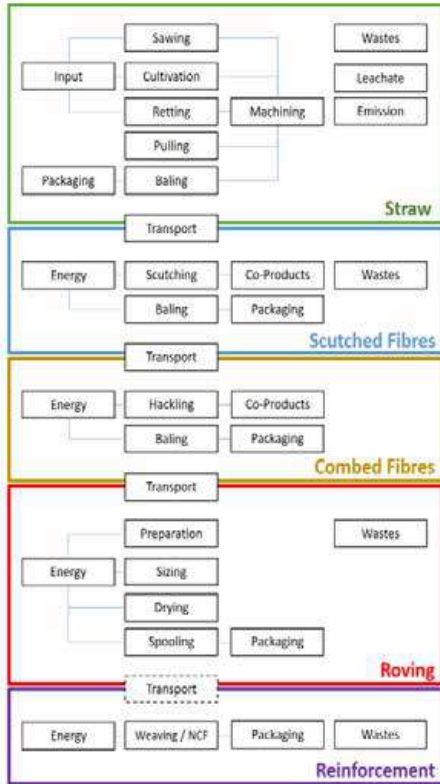 Sawing Wastes
Input Cultivation Leachate
Retting Machining Emission
Pulling
Packaging Baling
Straw
Transport
Energy Scutching Co-Products Wastes
Baling Packaging
Scutched Fibres
Transport
Energy Hackling Co-Products
Baling Packaging
Combed Fibres
Transport
Preparation Wastes
Energy Sizing
Drying
Spooling Packaging
Roving
Transport
Energy Weaving / NCF Packaging Wastes
Reinforcement